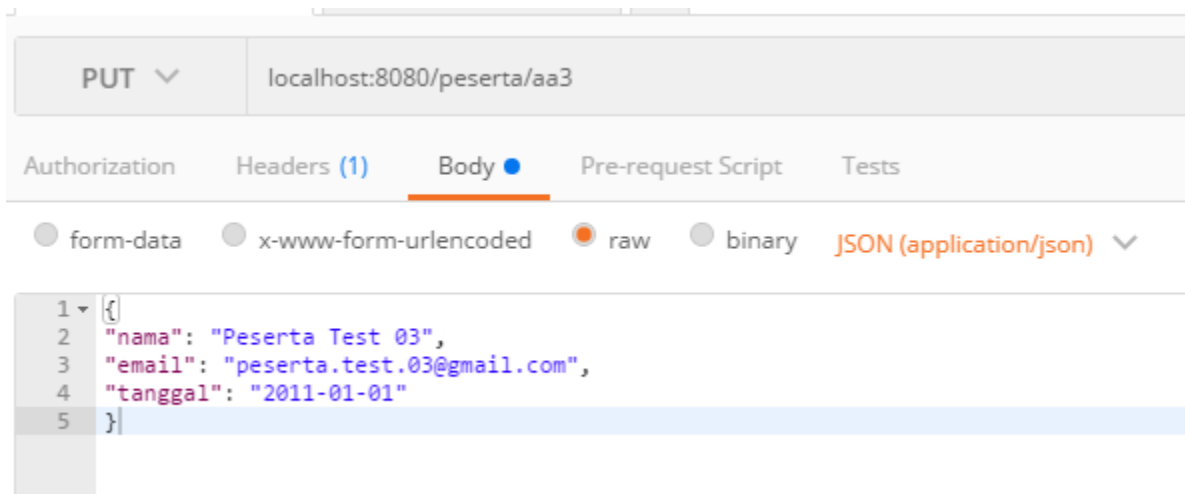 PUT localhost:8080/peserta/aa3
Authorization Headers (1) Body Pre-request Script Tests
form-data x-www-form-urlencoded raw binary JSON (application/json)
1 {
2 "nama": "Peserta Test 03",
3 "email": "peserta.test.03@gmail.com",
4 "tanggal": "2011-01-01"
5 }